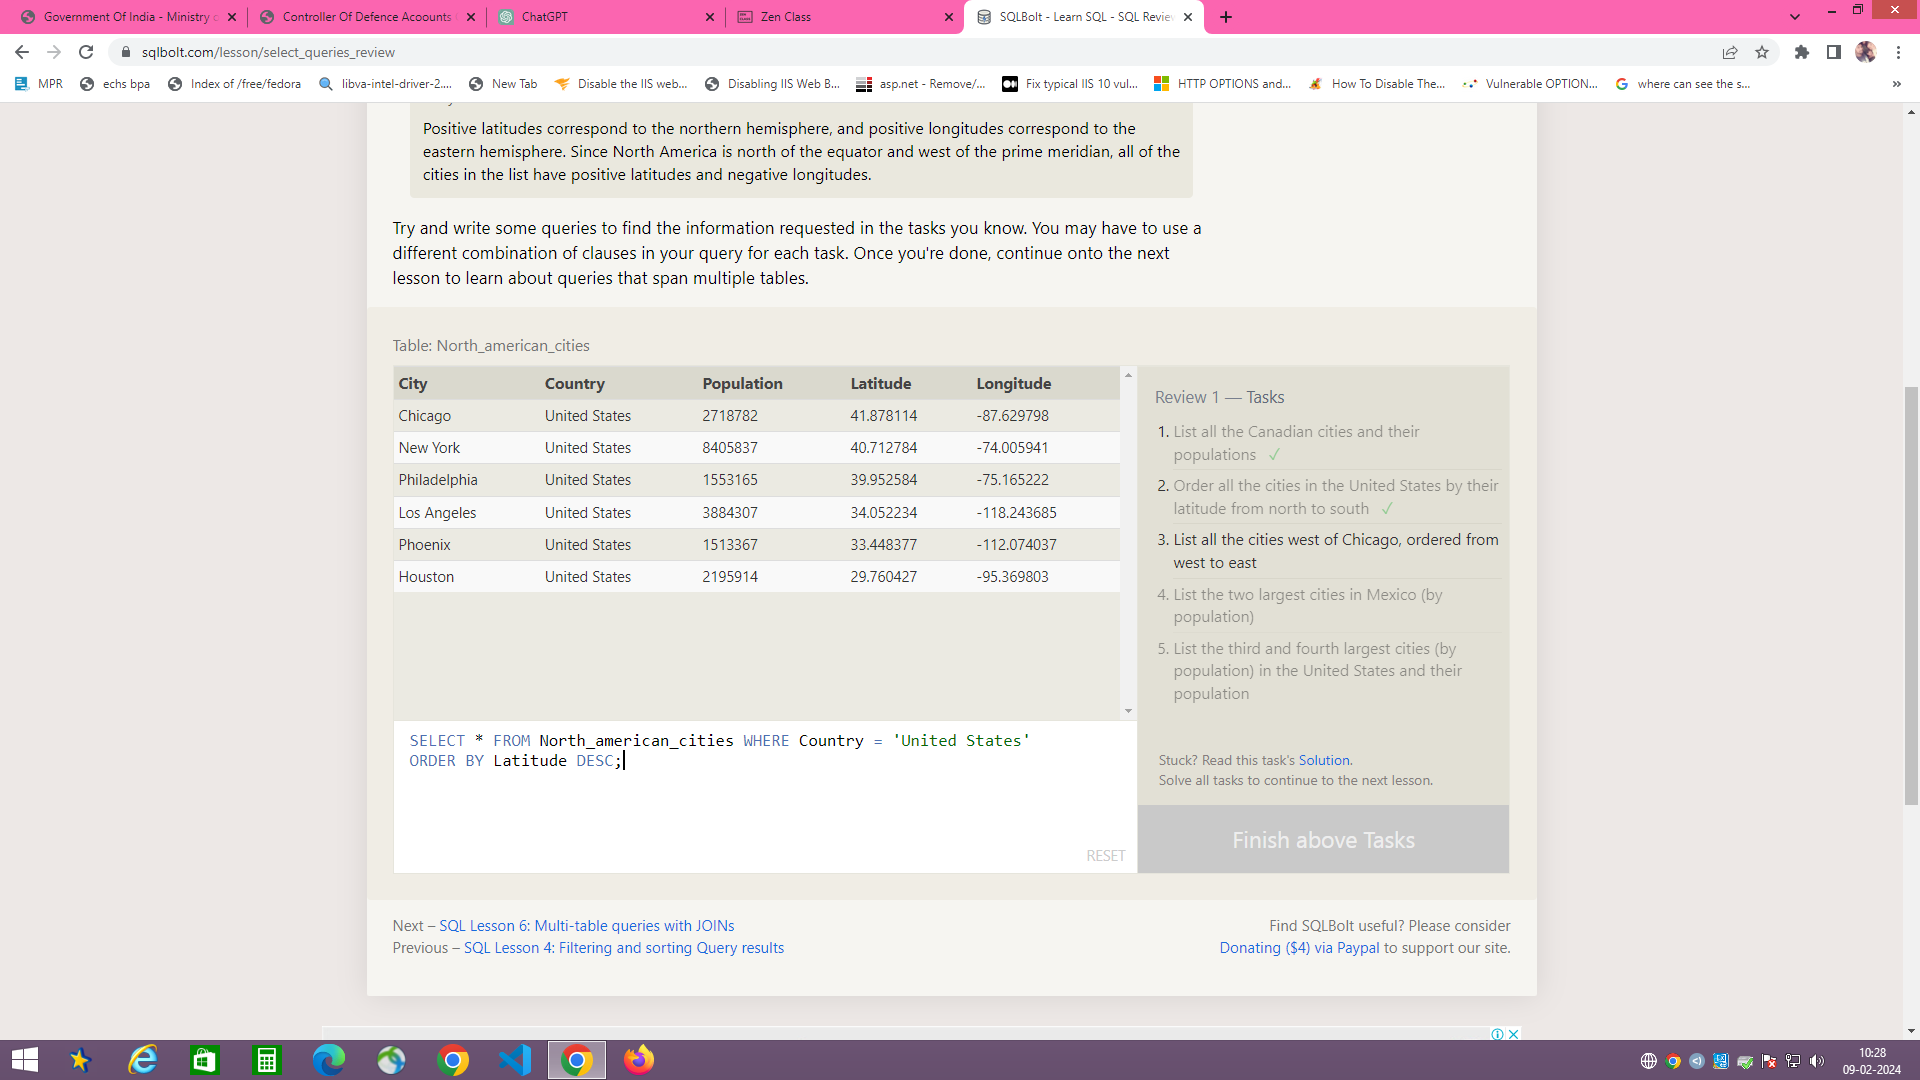 Government Of India - Ministry
Controller Of Defence Acoounts
ChatGPT
Zen Class
SQLBolt - Learn SQL - SQL Revie
sqlbolt.com/lesson/select_queries_review
MPR
echs bpa
Index of /free/fedora
libva-intel-driver-2....
New Tab
Disable the IIS web...
Disabling IIS Web B...
asp.net - Remove/...
Fix typical IIS 10 vul...
HTTP OPTIONS and...
How To Disable The...
Vulnerable OPTION...
where can see the s...
»
Positive latitudes correspond to the northern hemisphere, and positive longitudes correspond to the
eastern hemisphere. Since North America is north of the equator and west of the prime meridian, all of the
cities in the list have positive latitudes and negative longitudes.
Try and write some queries to find the information requested in the tasks you know. You may have to use a
different combination of clauses in your query for each task. Once you're done, continue onto the next
lesson to learn about queries that span multiple tables.
Table: North_american_cities
City Country Population Latitude Longitude
Chicago United States 2718782 41.878114 -87.629798
New York United States 8405837 40.712784 -74.005941
Philadelphia United States 1553165 39.952584 -75.165222
Los Angeles United States 3884307 34.052234 -118.243685
Phoenix United States 1513367 33.448377 -112.074037
Houston United States 2195914 29.760427 -95.369803
SELECT * FROM North_american_cities WHERE Country = 'United States'
ORDER BY Latitude DESC;
RESET
Review 1 — Tasks
1. List all the Canadian cities and their
populations ✓
2. Order all the cities in the United States by their
latitude from north to south ✓
3. List all the cities west of Chicago, ordered from
west to east
4. List the two largest cities in Mexico (by
population)
5. List the third and fourth largest cities (by
population) in the United States and their
population
Stuck? Read this task's Solution.
Solve all tasks to continue to the next lesson.
Finish above Tasks
Next – SQL Lesson 6: Multi-table queries with JOINs
Previous – SQL Lesson 4: Filtering and sorting Query results
Find SQLBolt useful? Please consider
Donating ($4) via Paypal to support our site.
10:28
09-02-2024